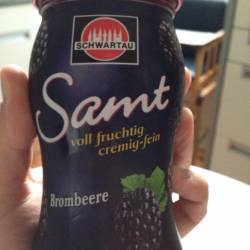 SCHWARTAU
Samt
voll fruchtig
cremig-fein
Brombeere